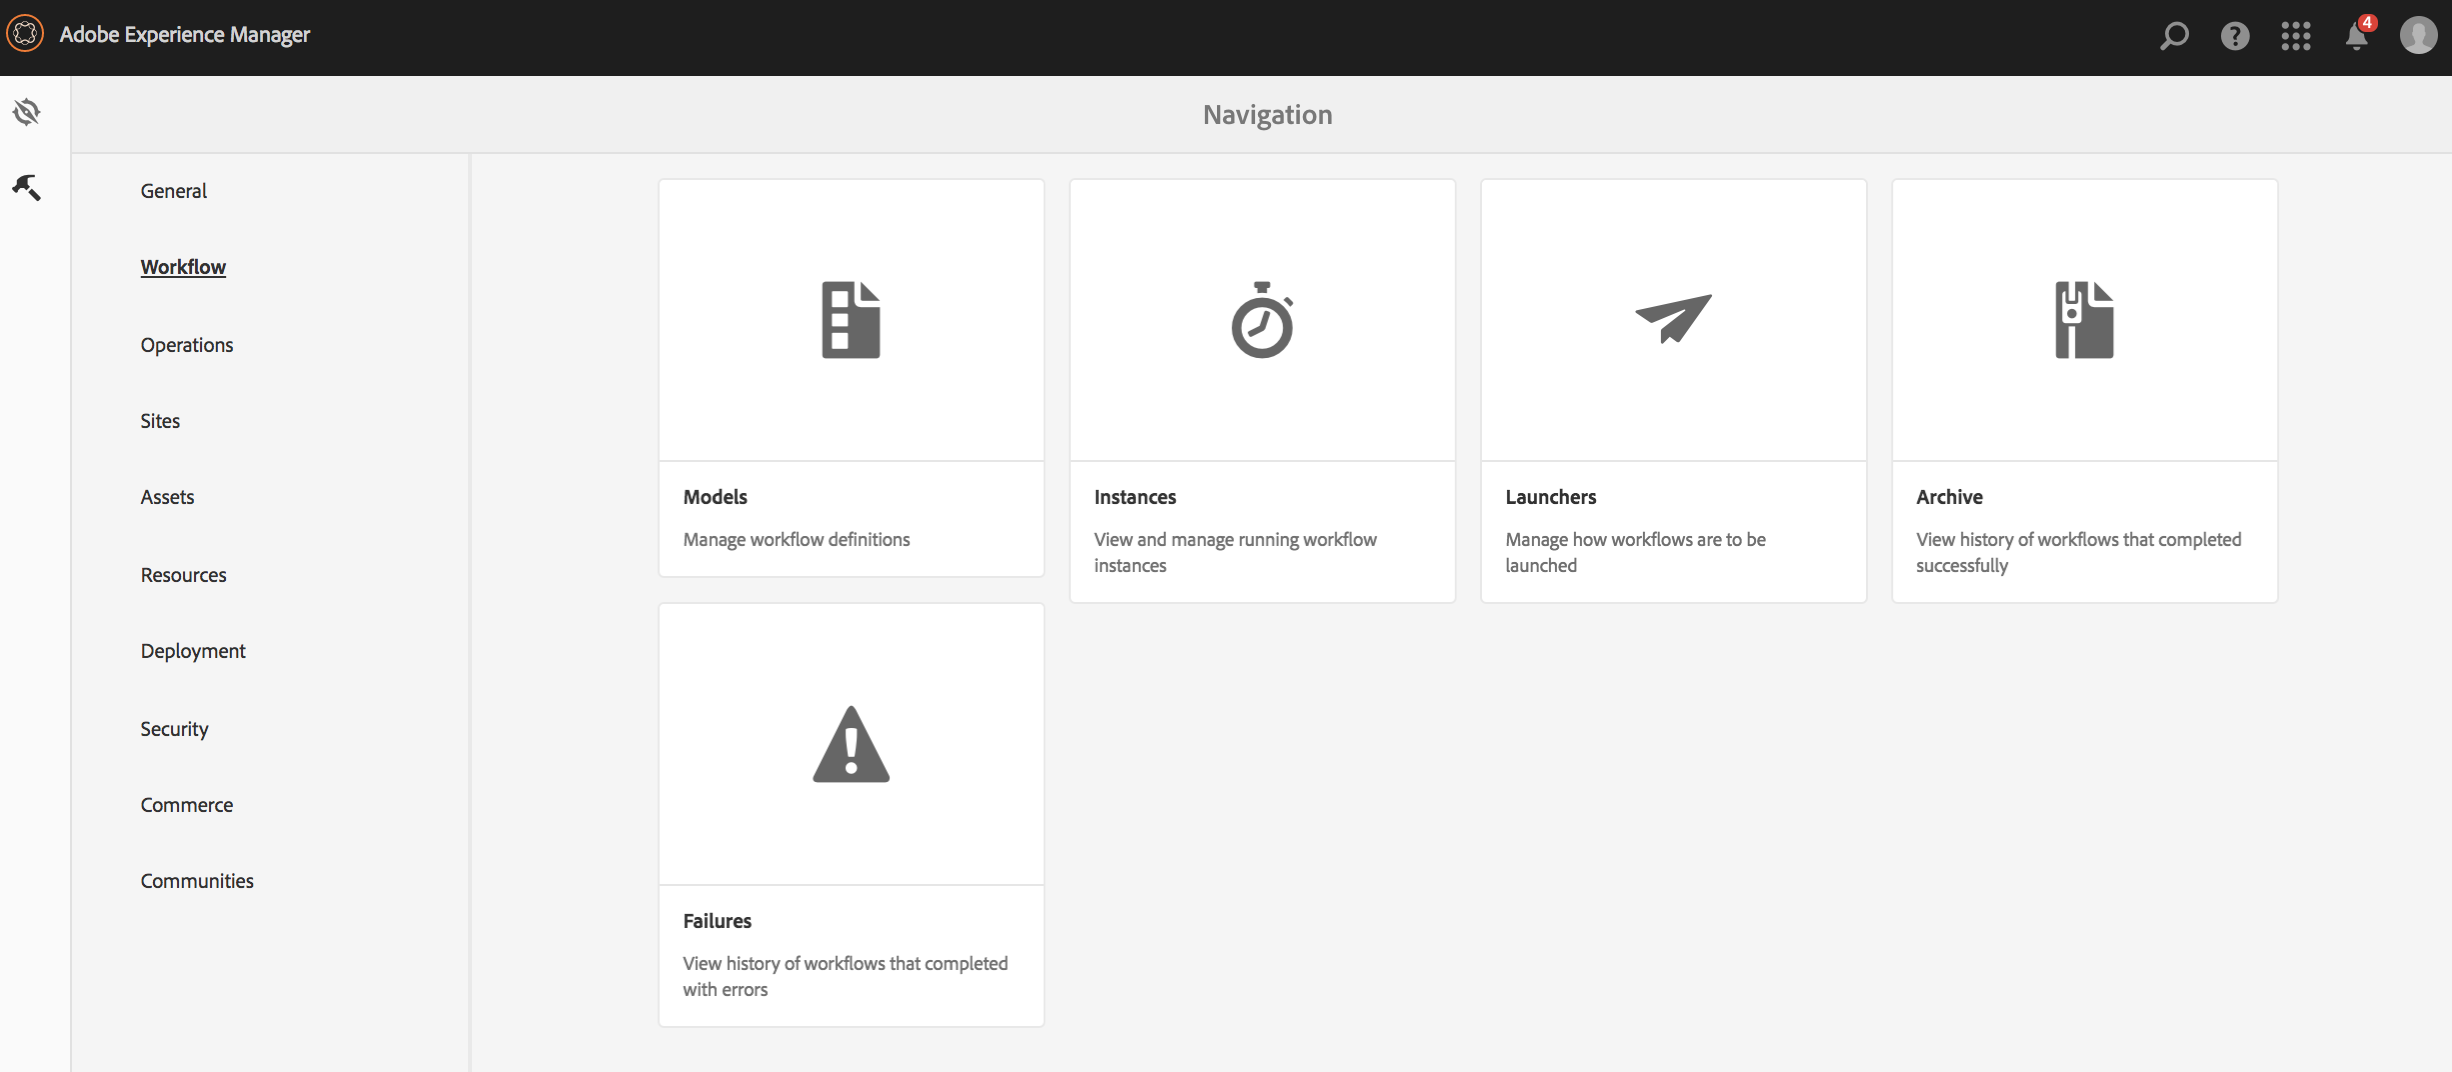 Adobe Experience Manager
4
Navigation
General
Workflow
Operations
Sites
Assets
Resources
Deployment
Security
Commerce
Communities
Models
Manage workflow definitions
Instances
View and manage running workflow
instances
Launchers
Manage how workflows are to be
launched
Archive
View history of workflows that completed
successfully
Failures
View history of workflows that completed
with errors